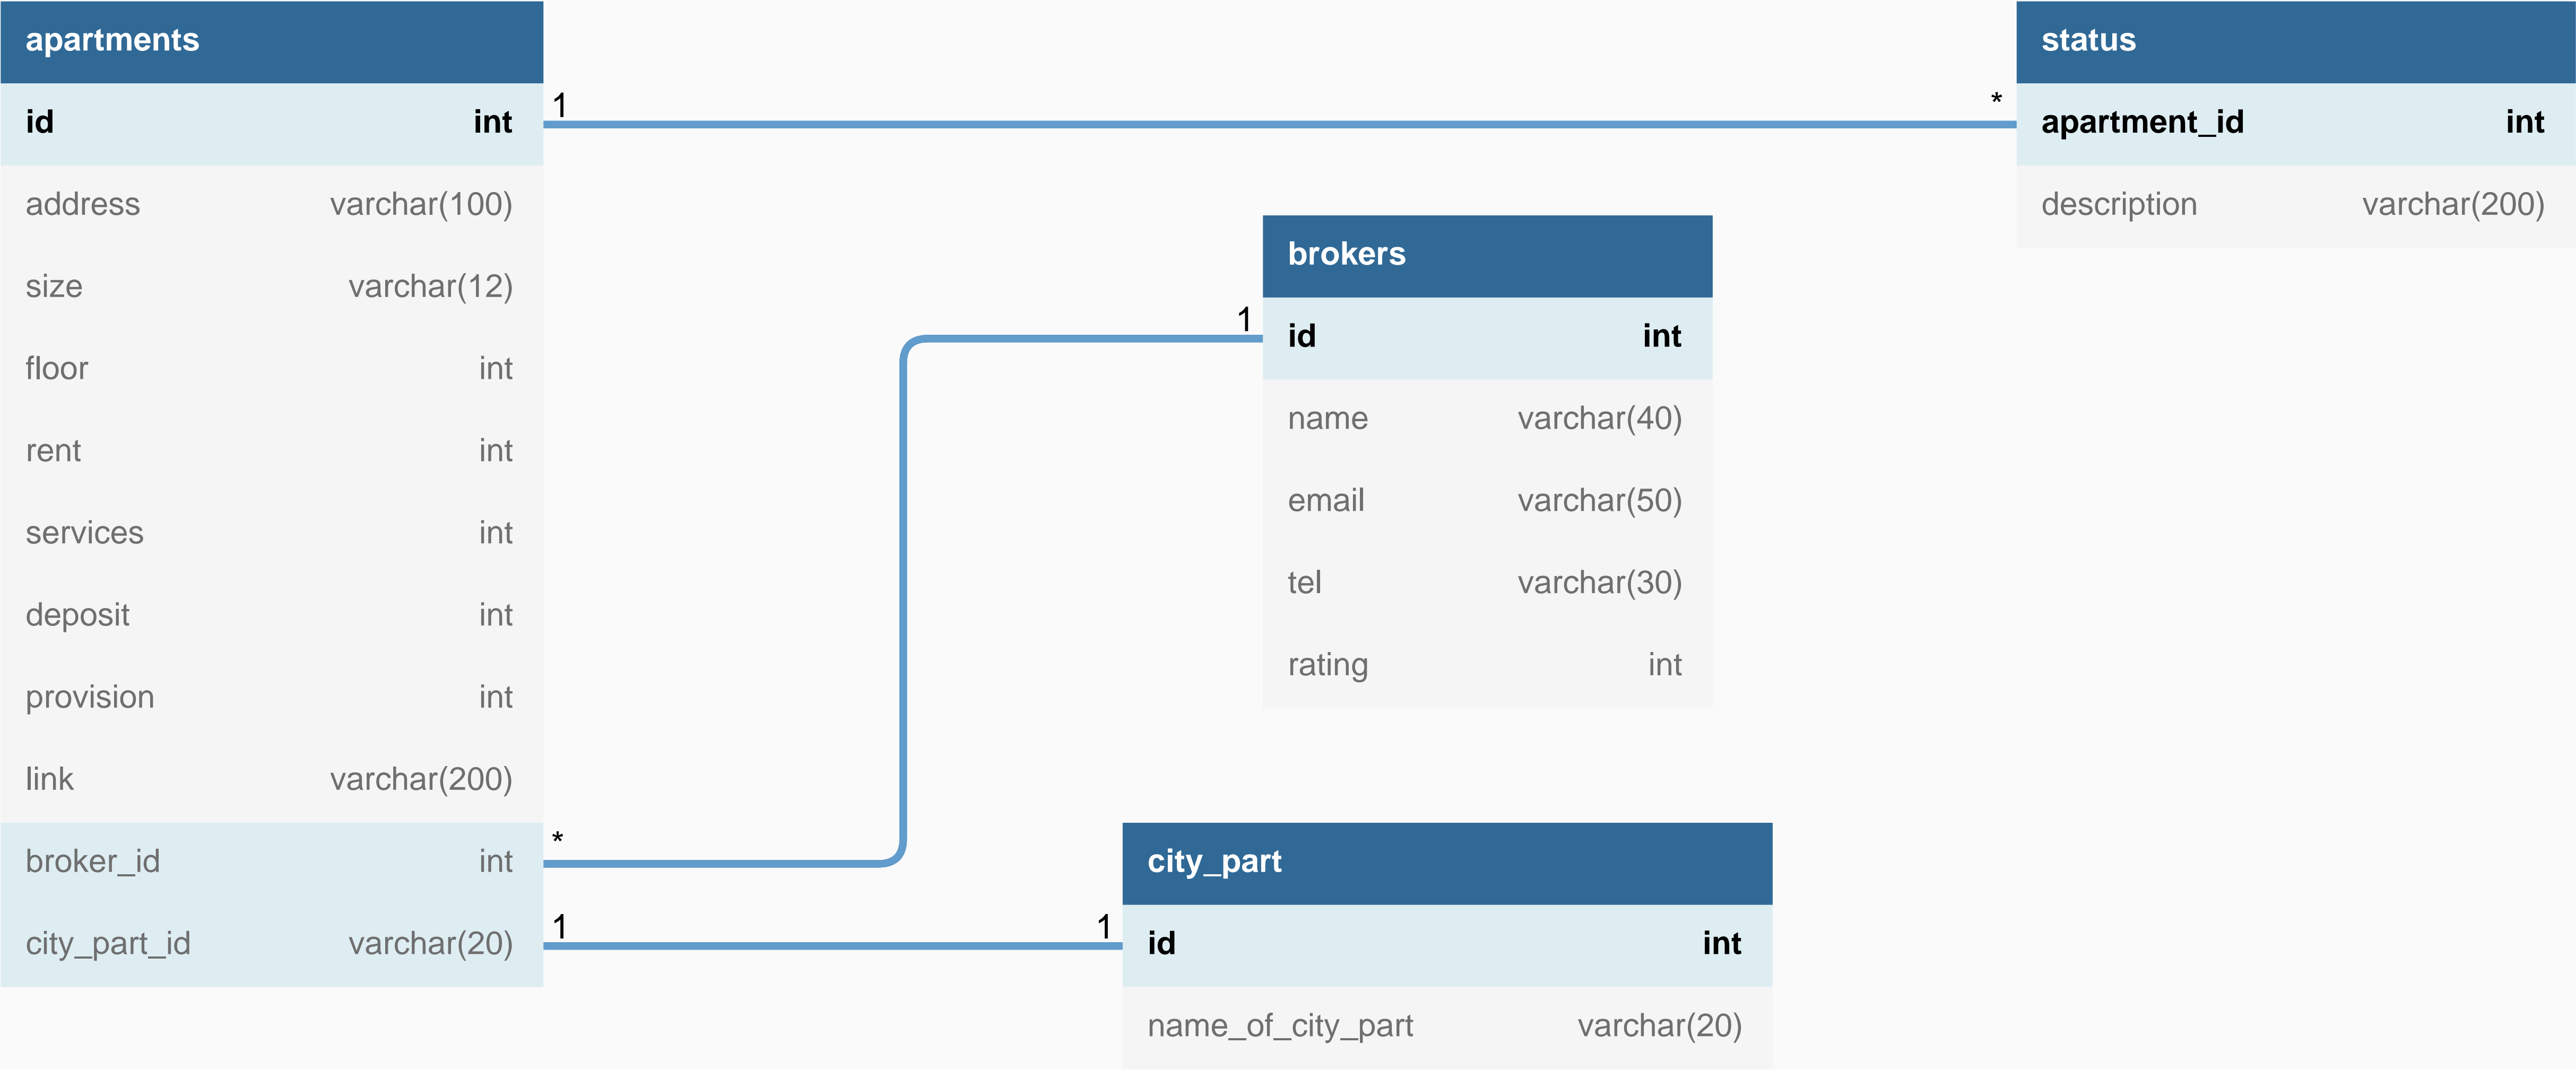 apartments
id int
address varchar(100)
size varchar(12)
floor int
rent int
services int
deposit int
provision int
link varchar(200)
broker_id int
city_part_id varchar(20)
1 *
status
apartment_id int
description varchar(200)
* 1
brokers
id int
name varchar(40)
email varchar(50)
tel varchar(30)
rating int
1 1
city_part
id int
name_of_city_part varchar(20)